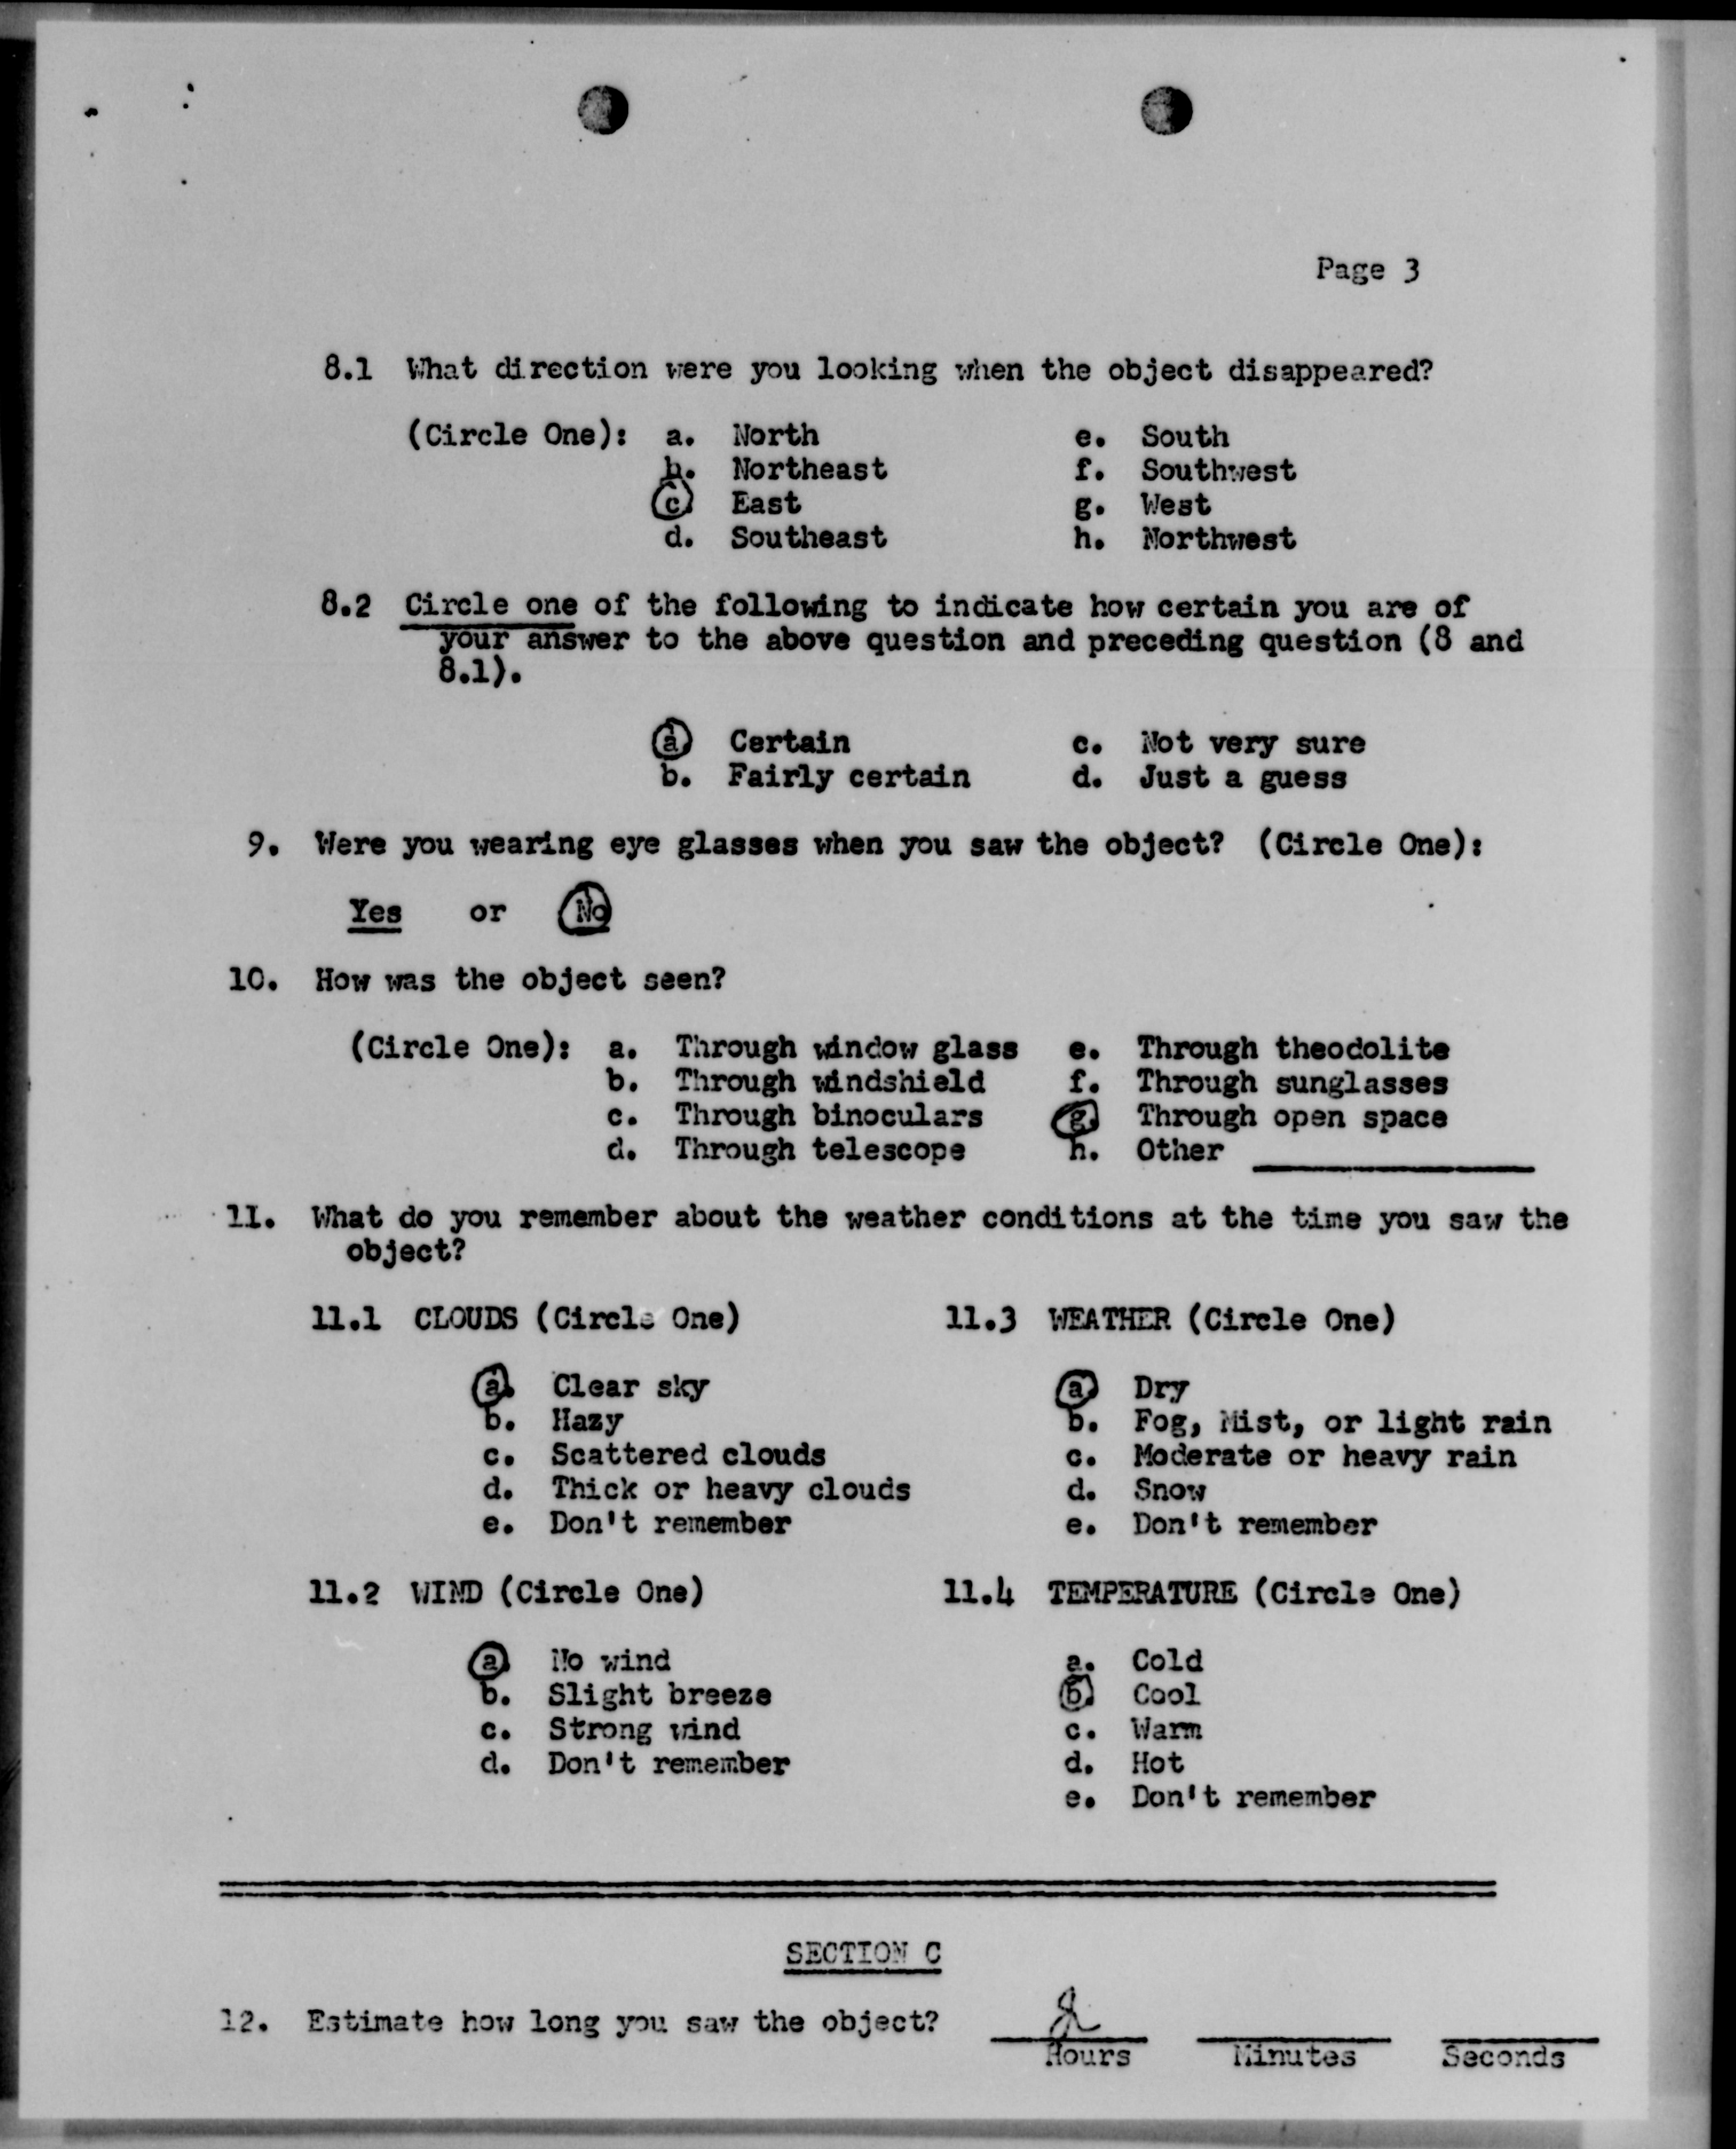 Page 3
8.1 What direction were you looking when the object disappeared?
(Circle One): a. North e. South
b. Northeast f. Southwest
c. East g. West
d. Southeast h. Northwest
8.2 Circle one of the following to indicate how certain you are of
your answer to the above question and preceding question (8 and
8.1).
a Certain c. Not very sure
b. Fairly certain d. Just a guess
9. Were you wearing eye glasses when you saw the object? (Circle One):
Yes or No
10. How was the object seen?
(Circle One): a. Through window glass e. Through theodolite
b. Through windshield f. Through sunglasses
c. Through binoculars g. Through open space
d. Through telescope h. Other
11. What do you remember about the weather conditions at the time you saw the
object?
11.1 CLOUDS (Circle One) 11.3 WEATHER (Circle One)
a. Clear sky a Dry
b. Hazy b. Fog, Mist, or light rain
c. Scattered clouds c. Moderate or heavy rain
d. Thick or heavy clouds d. Snow
e. Don't remember e. Don't remember
11.2 WIND (Circle One) 11.4 TEMPERATURE (Circle One)
a. No wind a. Cold
b. Slight breeze b. Cool
c. Strong wind c. Warm
d. Don't remember d. Hot
e. Don't remember
SECTION C
12. Estimate how long you saw the object? 2
Hours Minutes Seconds